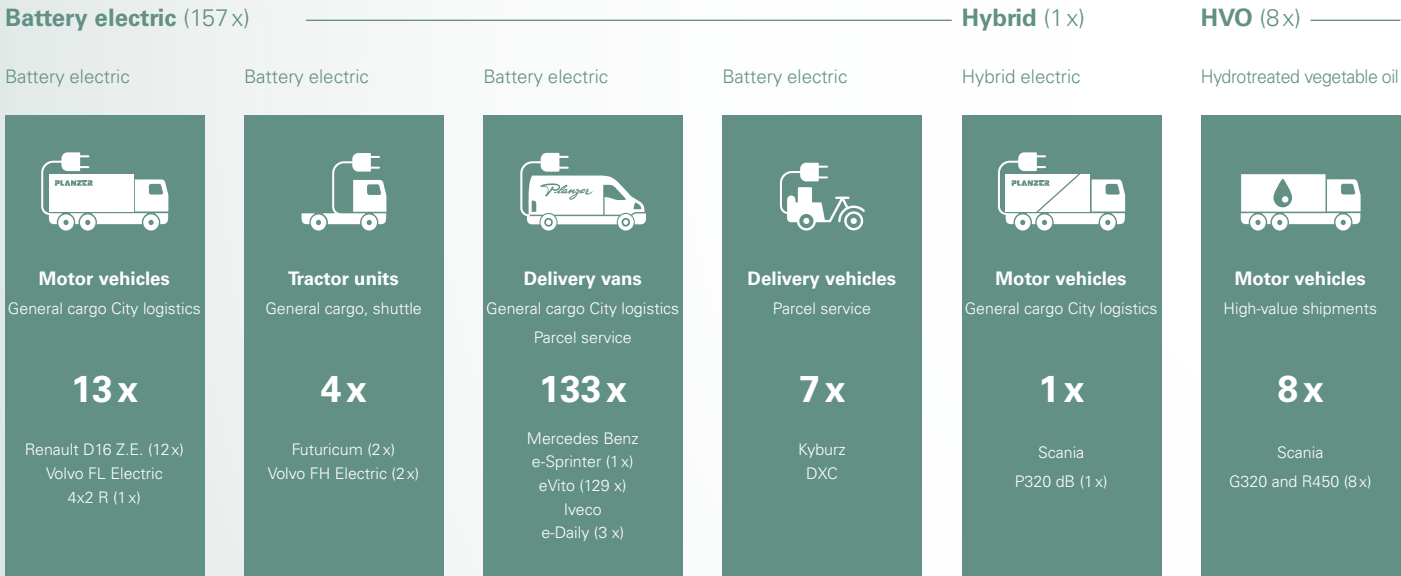 Battery electric (157 x)
Hybrid (1 x)
HVO (8 x)
Battery electric
Battery electric
Battery electric
Battery electric
Hybrid electric
Hydrotreated vegetable oil
PLANZER
Motor vehicles
General cargo City logistics
13 x
Renault D16 Z.E. (12 x)
Volvo FL Electric
4x2 R (1 x)
Tractor units
General cargo, shuttle
4 x
Futuricum (2 x)
Volvo FH Electric (2 x)
Planzer
Delivery vans
General cargo City logistics
Parcel service
133 x
Mercedes Benz
e-Sprinter (1 x)
eVito (129 x)
Iveco
e-Daily (3 x)
Delivery vehicles
Parcel service
7 x
Kyburz
DXC
PLANZER
Motor vehicles
General cargo City logistics
1 x
Scania
P320 dB (1 x)
Motor vehicles
High-value shipments
8 x
Scania
G320 and R450 (8 x)